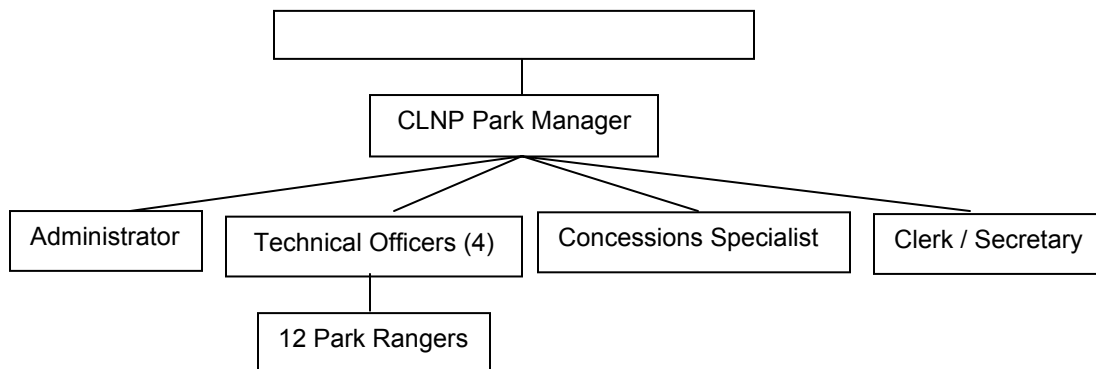 CLNP Park Manager
Administrator
Technical Officers (4)
Concessions Specialist
Clerk / Secretary
12 Park Rangers